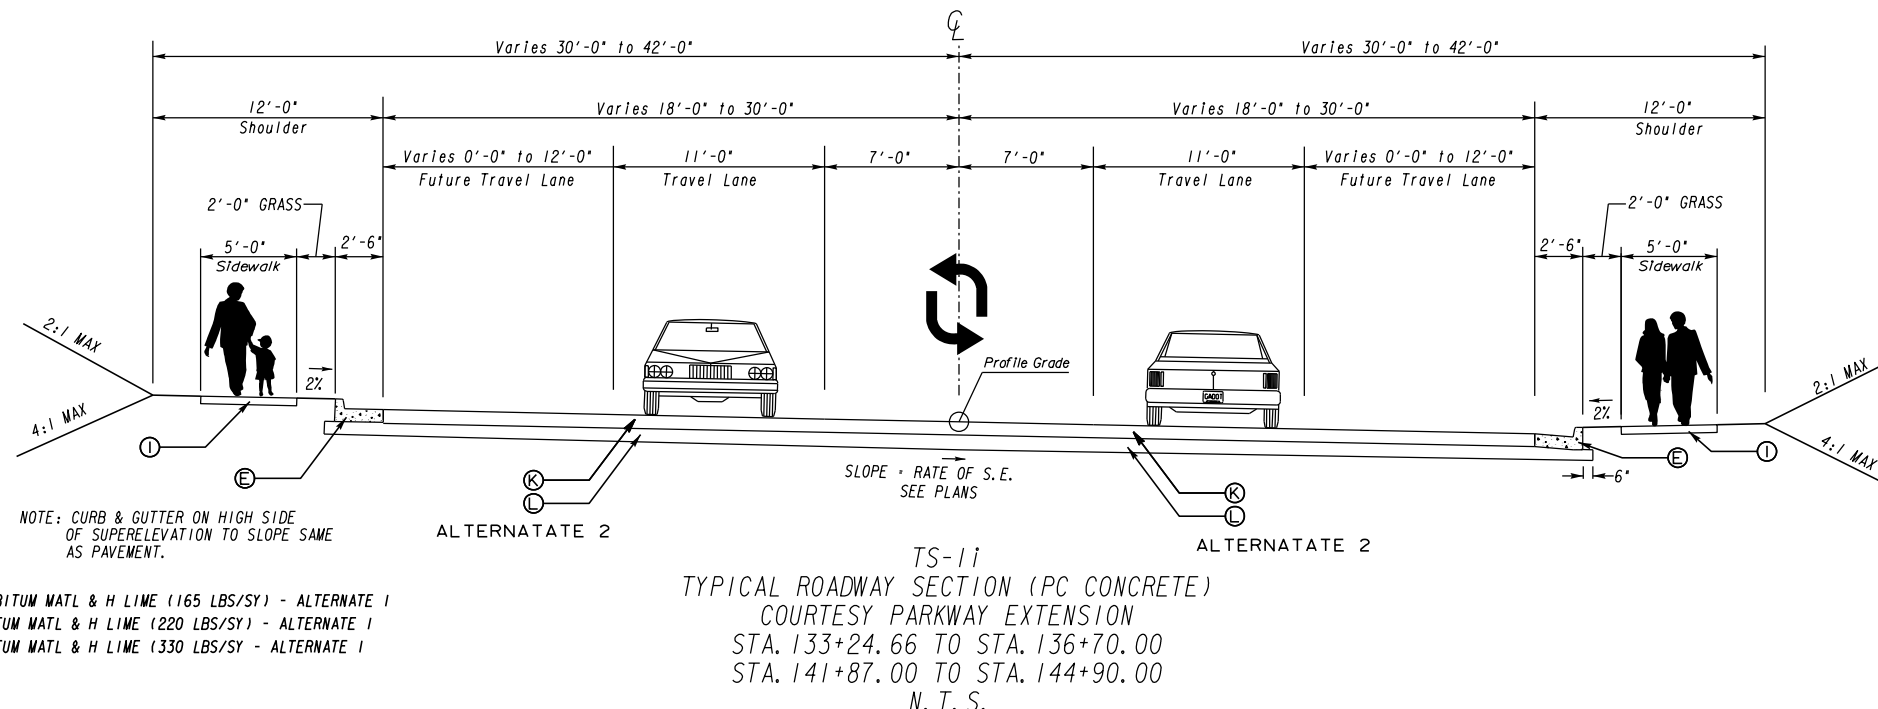 CL
Varies 30'-0" to 42'-0"
Varies 30'-0" to 42'-0"
12'-0"
Shoulder
Varies 18'-0" to 30'-0"
Varies 18'-0" to 30'-0"
12'-0"
Shoulder
Varies 0'-0" to 12'-0"
Future Travel Lane
11'-0"
Travel Lane
7'-0"
7'-0"
11'-0"
Travel Lane
Varies 0'-0" to 12'-0"
Future Travel Lane
2'-0" GRASS
5'-0"
Sidewalk
2'-6"
2'-0" GRASS
2'-6"
5'-0"
Sidewalk
2:1 MAX
4:1 MAX
2%
Profile Grade
GA007
2%
2:1 MAX
4:1 MAX
I
E
K
L
SLOPE = RATE OF S.E.
SEE PLANS
K
L
E
I
6"
NOTE: CURB & GUTTER ON HIGH SIDE
OF SUPERELEVATION TO SLOPE SAME
AS PAVEMENT.
ALTERNATATE 2
ALTERNATATE 2
BITUM MATL & H LIME (165 LBS/SY) - ALTERNATE 1
TUM MATL & H LIME (220 LBS/SY) - ALTERNATE 1
TUM MATL & H LIME (330 LBS/SY - ALTERNATE 1
TS-1i
TYPICAL ROADWAY SECTION (PC CONCRETE)
COURTESY PARKWAY EXTENSION
STA. 133+24.66 TO STA. 136+70.00
STA. 141+87.00 TO STA. 144+90.00
N.T.S.